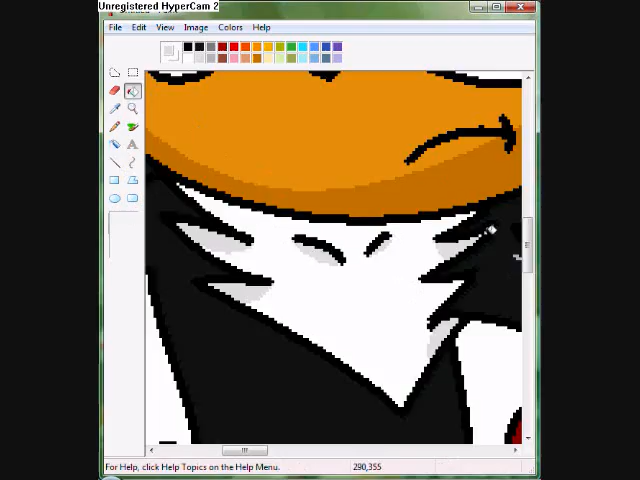 Unregistered HyperCam 2
File Edit View Image Colors Help
For Help, click Help Topics on the Help Menu. 290,355